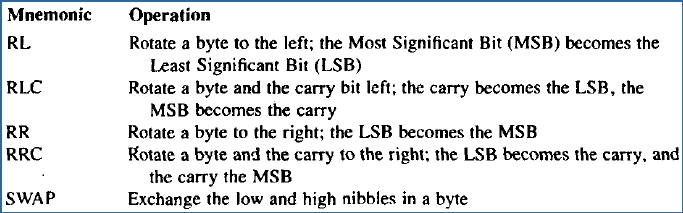 Mnemonic Operation
RL Rotate a byte to the left; the Most Significant Bit (MSB) becomes the
Least Significant Bit (LSB)
RLC Rotate a byte and the carry bit left; the carry becomes the LSB, the
MSB becomes the carry
RR Rotate a byte to the right; the LSB becomes the MSB
RRC Rotate a byte and the carry to the right; the LSB becomes the carry, and
the carry the MSB
SWAP Exchange the low and high nibbles in a byte